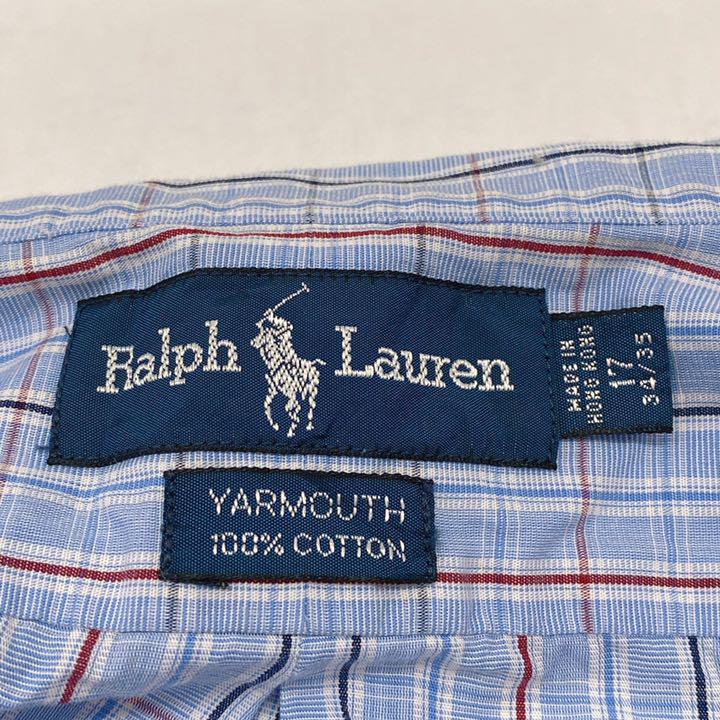 Ralph Lauren
MADE IN
HONG KONG
17
34/35
YARMOUTH
100% COTTON